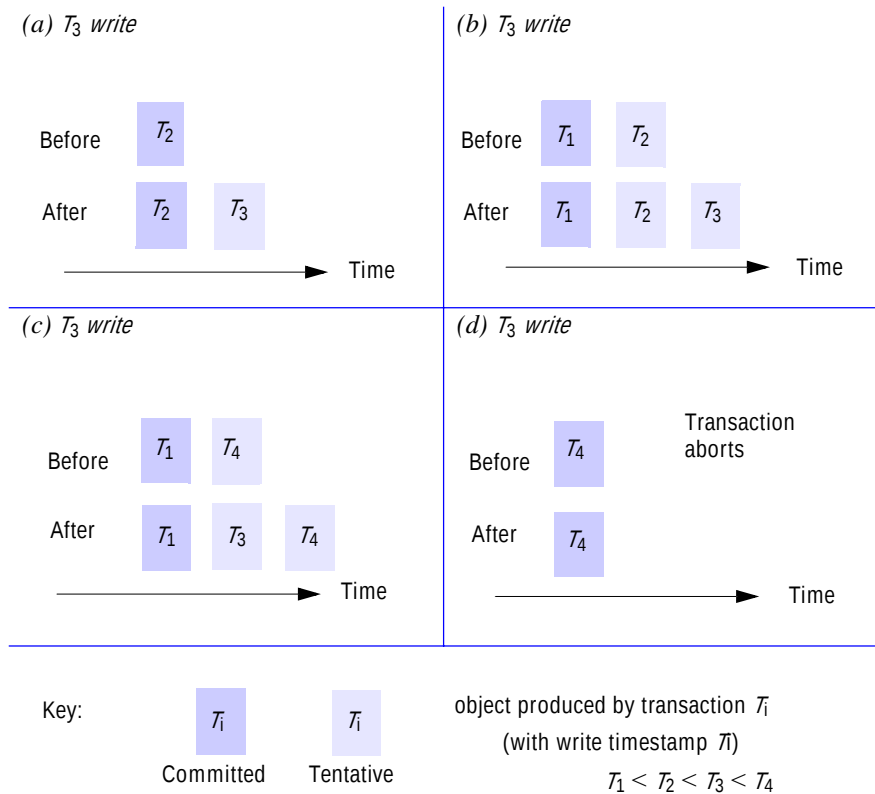 (a) T3 write
Before
T2
After
T2 T3
Time
(b) T3 write
Before
T1 T2
After
T1 T2 T3
Time
(c) T3 write
Before
T1 T4
After
T1 T3 T4
Time
(d) T3 write
Transaction
aborts
Before
T4
After
T4
Time
Key:
Ti
Committed
Ti
Tentative
object produced by transaction Ti
(with write timestamp Ti)
T1 < T2 < T3 < T4